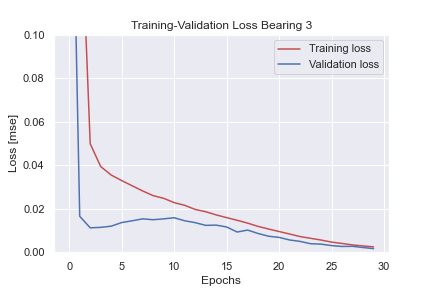 Training-Validation Loss Bearing 3
Training loss
Validation loss
Loss [mse]
0.10
0.08
0.06
0.04
0.02
0.00
0 5 10 15 20 25 30
Epochs